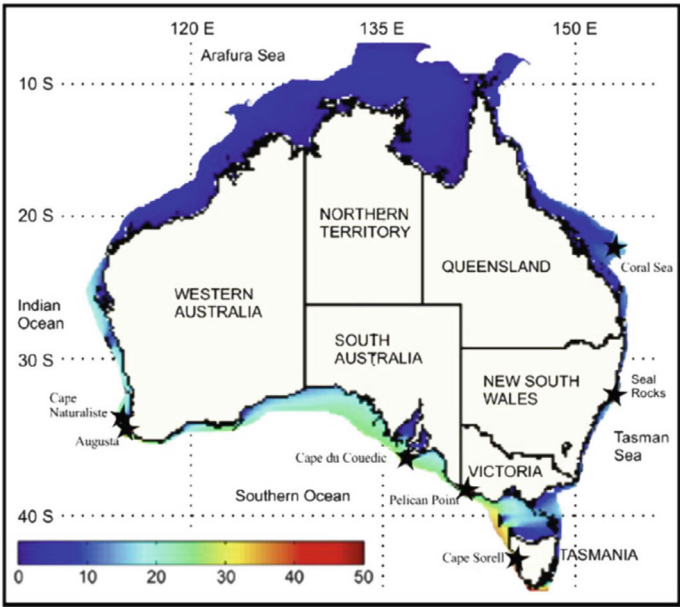 120 E 135 E 150 E
Arafura Sea
10 S
20 S
NORTHERN
TERRITORY
QUEENSLAND
Coral Sea
WESTERN
AUSTRALIA
Indian
Ocean
SOUTH
AUSTRALIA
30 S
NEW SOUTH
WALES
Seal
Rocks
Cape
Naturaliste
Augusta
Tasman
Sea
Cape du Couedic
VICTORIA
Pelican Point
Southern Ocean
40 S
Cape Sorell
TASMANIA
0 10 20 30 40 50